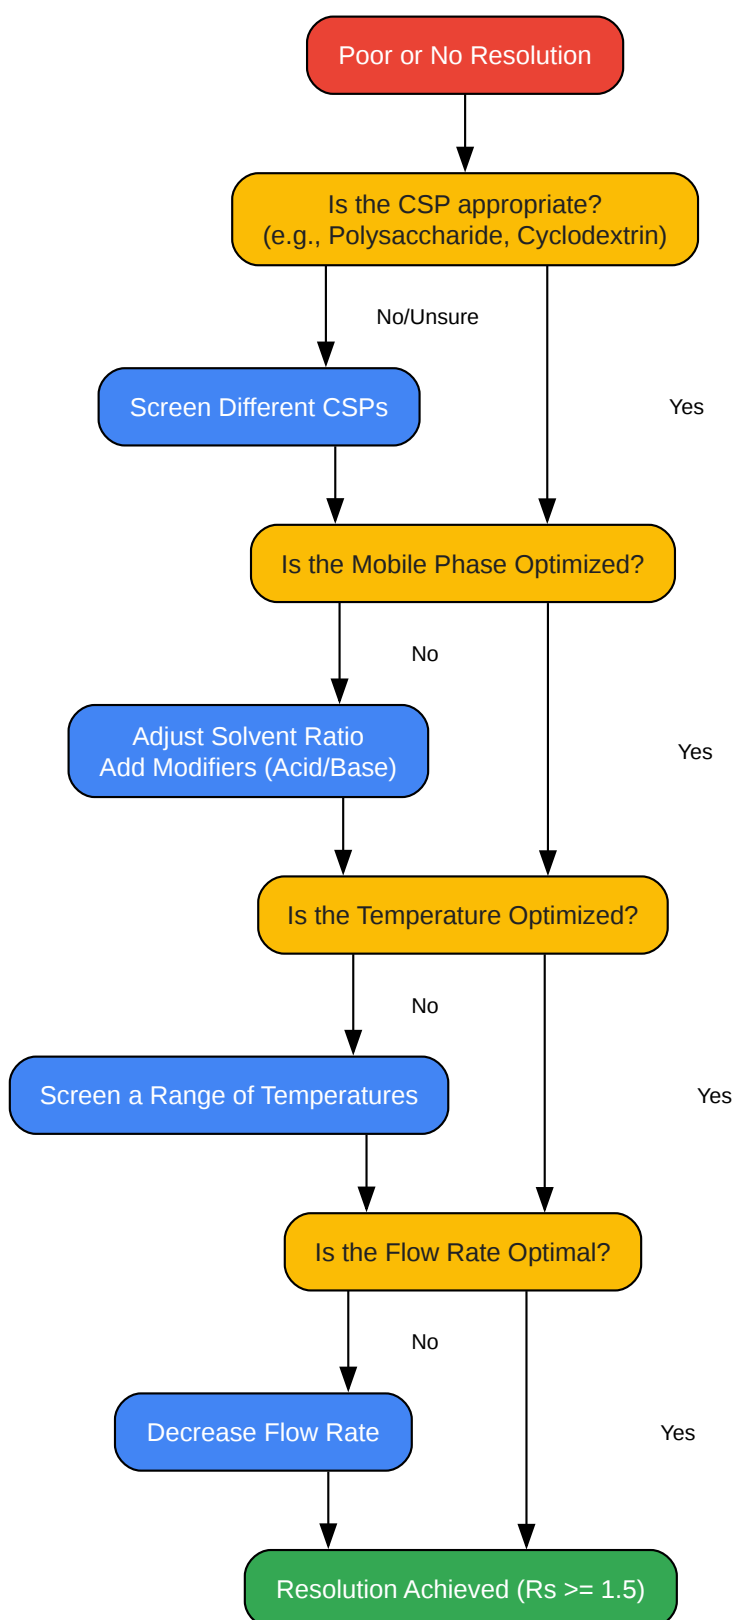 Poor or No Resolution
Is the CSP appropriate?
(e.g., Polysaccharide, Cyclodextrin)
No/Unsure
Screen Different CSPs
Yes
Is the Mobile Phase Optimized?
No
Adjust Solvent Ratio
Add Modifiers (Acid/Base)
Yes
Is the Temperature Optimized?
No
Screen a Range of Temperatures
Yes
Is the Flow Rate Optimal?
No
Decrease Flow Rate
Yes
Resolution Achieved (Rs >= 1.5)